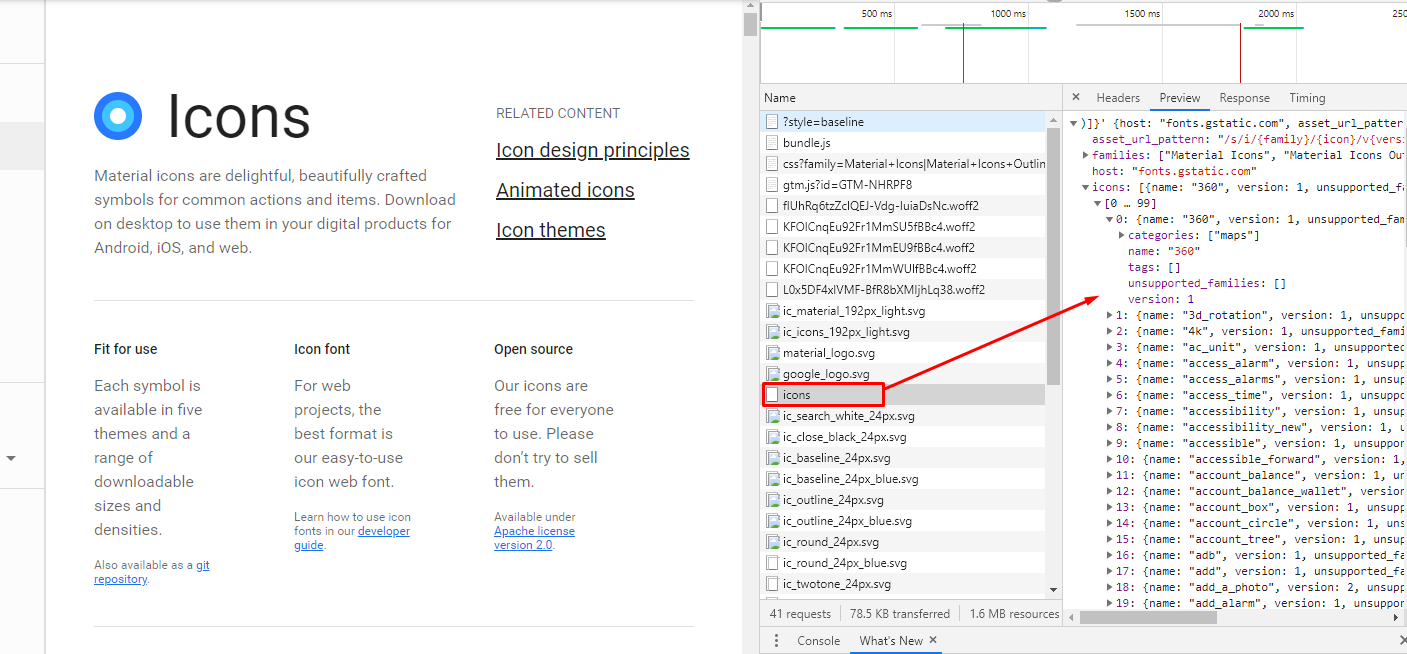 Icons
Material icons are delightful, beautifully crafted
symbols for common actions and items. Download
on desktop to use them in your digital products for
Android, iOS, and web.
RELATED CONTENT
Icon design principles
Animated icons
Icon themes
Fit for use
Each symbol is
available in five
themes and a
range of
downloadable
sizes and
densities.
Also available as a git
repository.
Icon font
For web
projects, the
best format is
our easy-to-use
icon web font.
Learn how to use icon
fonts in our developer
guide.
Open source
Our icons are
free for everyone
to use. Please
don't try to sell
them.
Available under
Apache license
version 2.0.
500 ms 1000 ms 1500 ms 2000 ms 250
Name
?style=baseline
bundle.js
css?family=Material+Icons|Material+Icons+Outlin
gtm.js?id=GTM-NHRPF8
KFOlCnqEu92Fr1MmSU5fBBc4.woff2
KFOlCnqEu92Fr1MmEU9fBBc4.woff2
KFOlCnqEu92Fr1MmWUlfBBc4.woff2
L0x5DF4xlVMF-BfR8bXMIjhLq38.woff2
ic_material_192px_light.svg
ic_icons_192px_light.svg
material_logo.svg
google_logo.svg
icons
ic_search_white_24px.svg
ic_close_black_24px.svg
ic_baseline_24px.svg
ic_baseline_24px_blue.svg
ic_outline_24px.svg
ic_outline_24px_blue.svg
ic_round_24px.svg
ic_round_24px_blue.svg
ic_twotone_24px.svg
41 requests 78.5 KB transferred 1.6 MB resources
Headers Preview Response Timing
)]}' {host: "fonts.gstatic.com", asset_url_patter
asset_url_pattern: "/s/i/{family}/{icon}/v{versi
families: ["Material Icons", "Material Icons Ou
host: "fonts.gstatic.com"
icons: [{name: "360", version: 1, unsupported_fa
[0 … 99]
0: {name: "360", version: 1, unsupported_fam
categories: ["maps"]
name: "360"
tags: []
unsupported_families: []
version: 1
1: {name: "3d_rotation", version: 1, unsuppo
2: {name: "4k", version: 1, unsupported_fami
3: {name: "ac_unit", version: 1, unsupported
4: {name: "access_alarm", version: 1, unsupp
5: {name: "access_alarms", version: 1, unsup
6: {name: "access_time", version: 1, unsuppo
7: {name: "accessibility", version: 1, unsup
8: {name: "accessibility_new", version: 1, u
9: {name: "accessible", version: 1, unsuppor
10: {name: "accessible_forward", version: 1,
11: {name: "account_balance", version: 1, un
12: {name: "account_balance_wallet", version
13: {name: "account_box", version: 1, unsupp
14: {name: "account_circle", version: 1, uns
15: {name: "account_tree", version: 1, unsup
16: {name: "adb", version: 1, unsupported_fa
17: {name: "add", version: 1, unsupported_fa
18: {name: "add_a_photo", version: 2, unsupp
19: {name: "add_alarm", version: 1, unsuppor
Console What's New